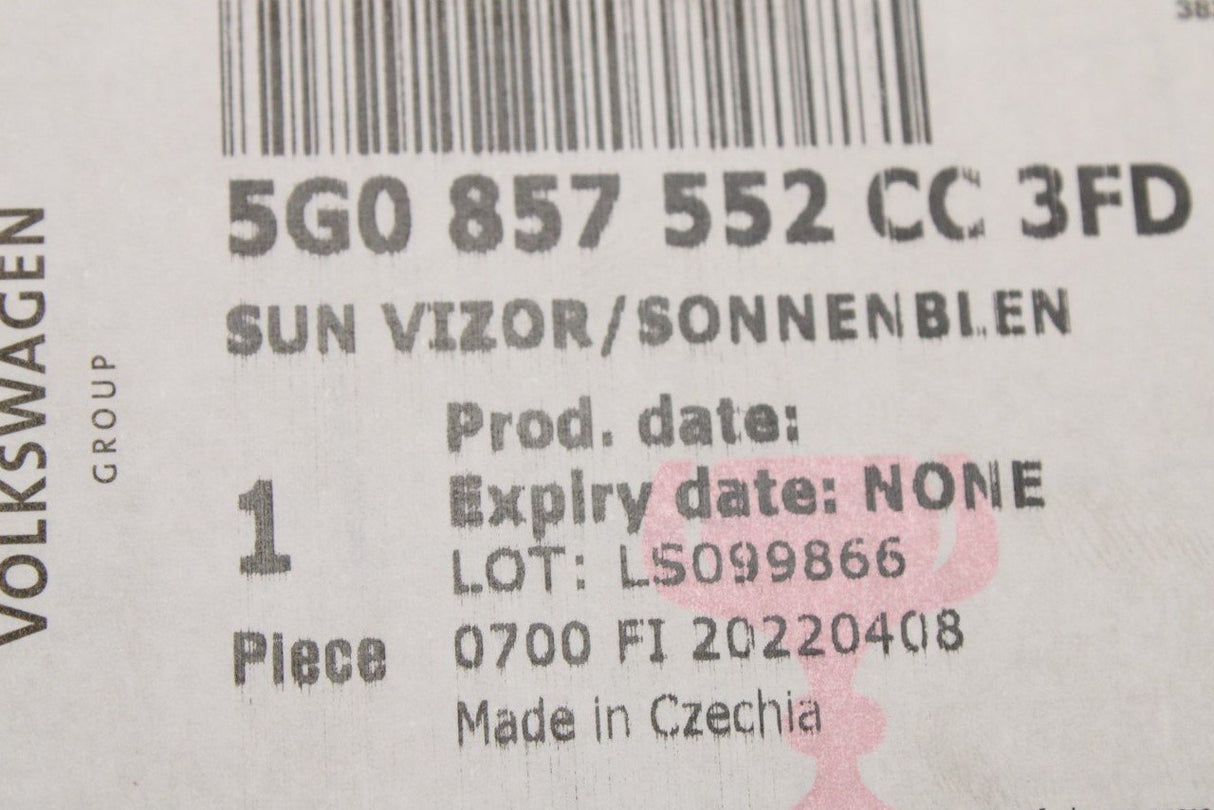 5G0 857 552 CC 3FD
SUN VIZOR/SONNENBLEN
Prod. date:
Expiry date: NONE
LOT: LS099866
0700 FI 20220408
Made in Czechia
1
Piece
VOLKSWAGEN
GROUP